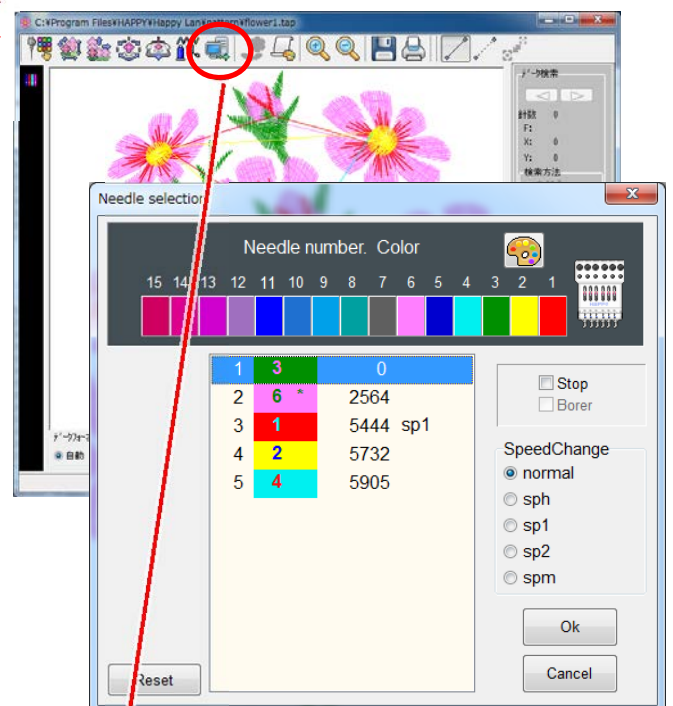 C:¥Program Files¥HAPPY¥Happy Lan¥pattern¥flower1.tap
データ検索
針数 0
F:
X: 0
Y: 0
検索方法
Needle selection
Needle number. Color
15 14 13 12 11 10 9 8 7 6 5 4 3 2 1
HAPPY
1 3 0
2 6 * 2564
3 1 5444 sp1
4 2 5732
5 4 5905
Stop
Borer
SpeedChange
normal
sph
sp1
sp2
spm
Ok
Cancel
Reset
データフォーマ
自動